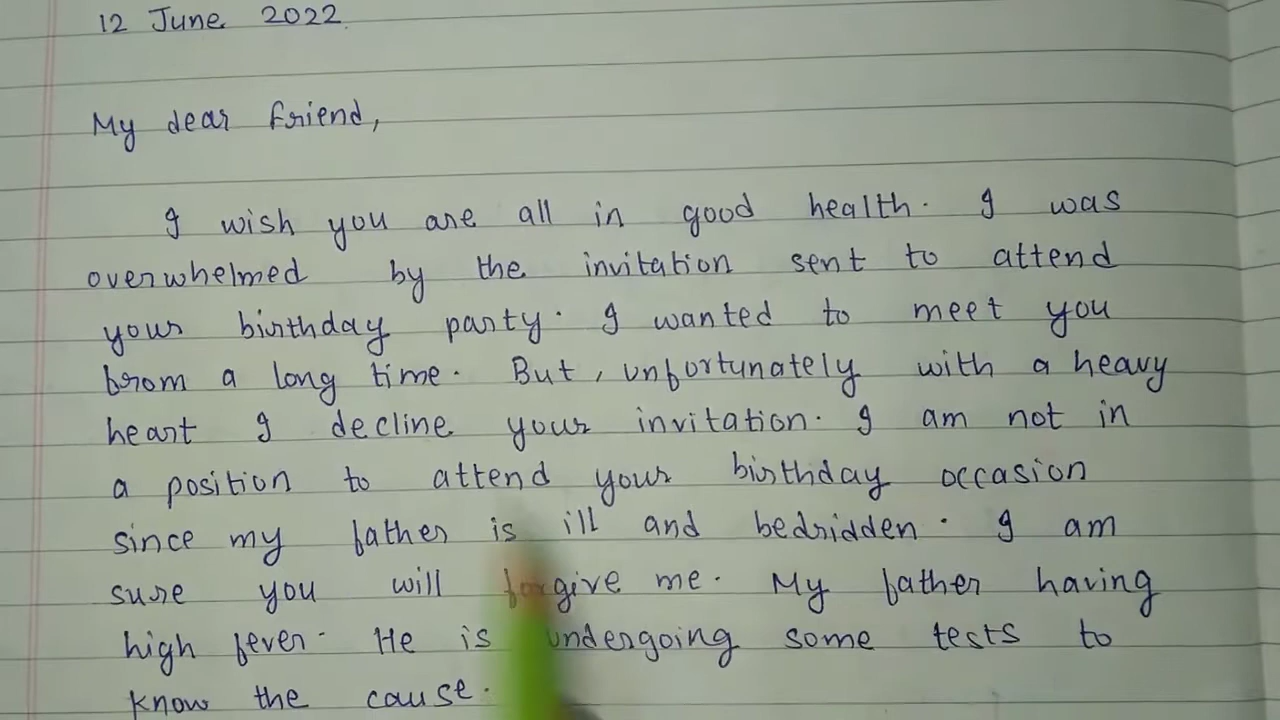 12 June 2022
My dear friend,
I wish you are all in good health. I was
overwhelmed by the invitation sent to attend
your birthday party. I wanted to meet you
from a long time. But, unfortunately with a heavy
heart I decline your invitation. I am not in
a position to attend your birthday occasion
since my father is ill and bedridden. I am
sure you will forgive me. My father having
high fever. He is undergoing some tests to
know the cause.